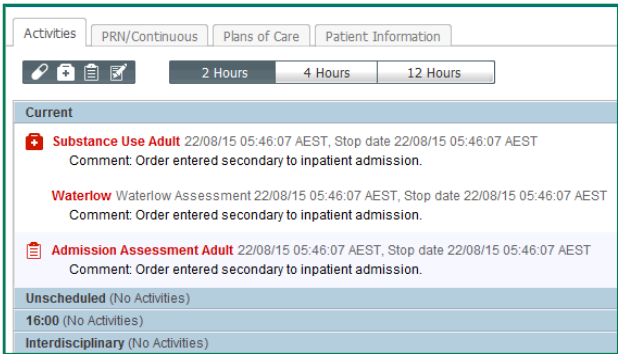 Activities PRN/Continuous Plans of Care Patient Information
2 Hours 4 Hours 12 Hours
Current
Substance Use Adult 22/08/15 05:46:07 AEST, Stop date 22/08/15 05:46:07 AEST
Comment: Order entered secondary to inpatient admission.
Waterlow Waterlow Assessment 22/08/15 05:46:07 AEST, Stop date 22/08/15 05:46:07 AEST
Comment: Order entered secondary to inpatient admission.
Admission Assessment Adult 22/08/15 05:46:07 AEST, Stop date 22/08/15 05:46:07 AEST
Comment: Order entered secondary to inpatient admission.
Unscheduled (No Activities)
16:00 (No Activities)
Interdisciplinary (No Activities)